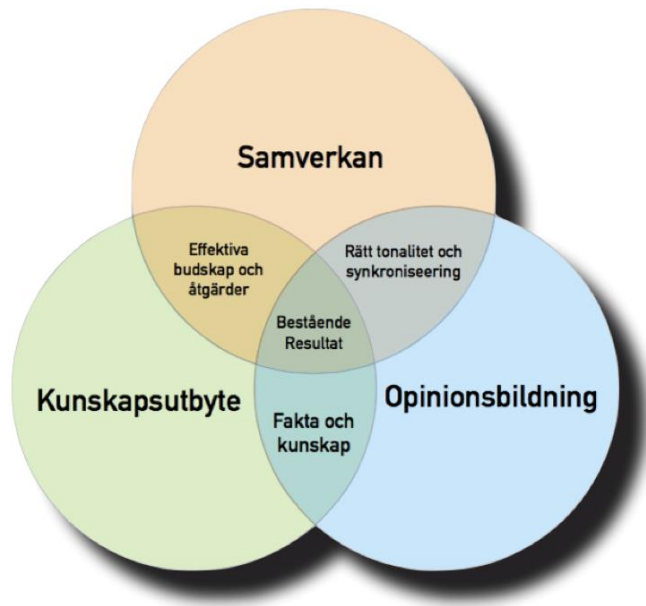 Samverkan
Effektiva
budskap och
åtgärder
Rätt tonalitet och
synkroniseering
Bestående
Resultat
Kunskapsutbyte
Opinionsbildning
Fakta och
kunskap